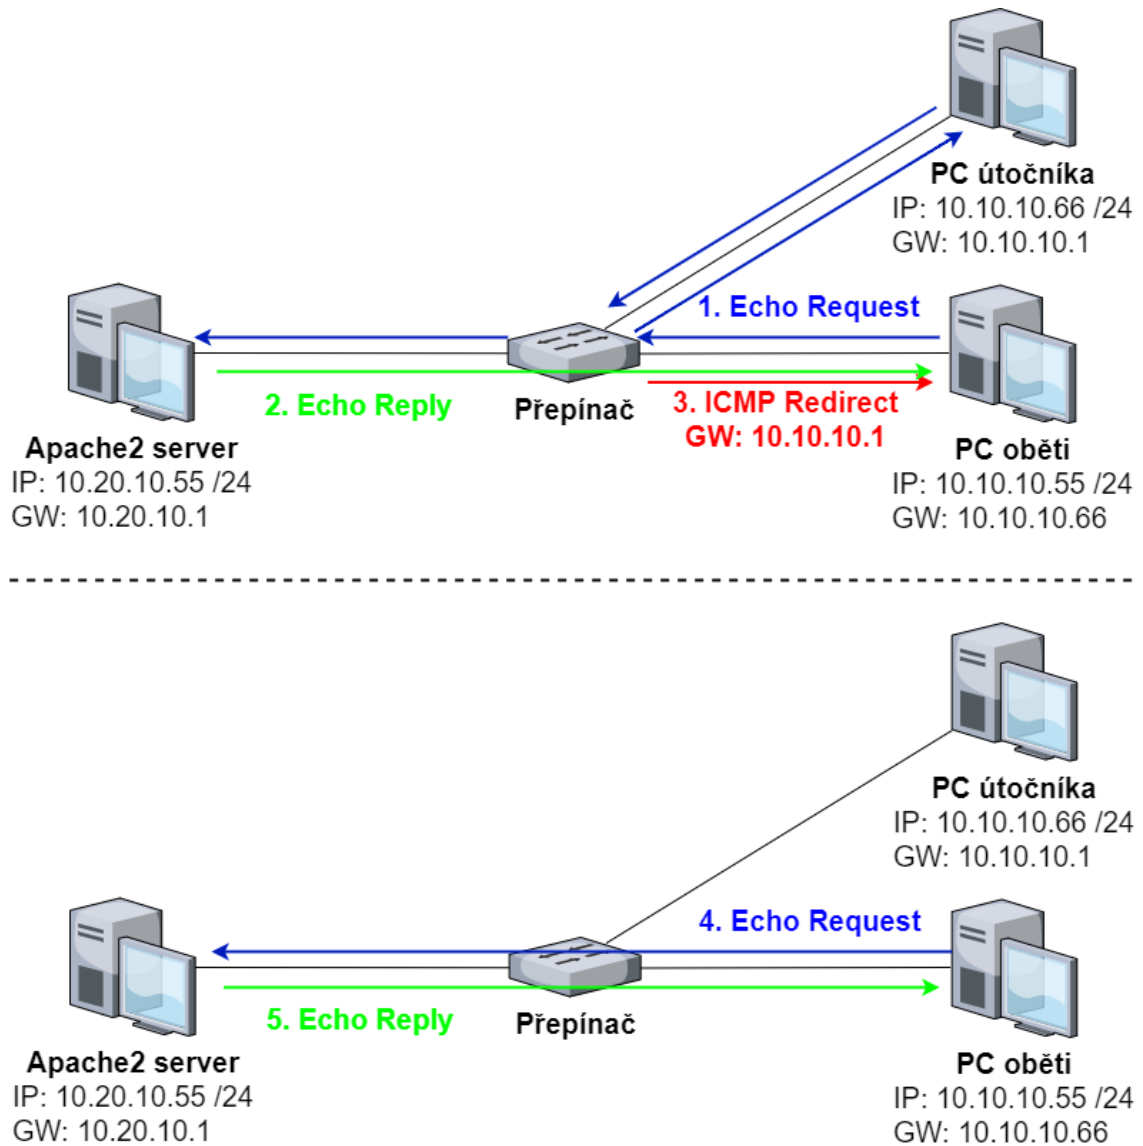 PC útočníka
IP: 10.10.10.66 /24
GW: 10.10.10.1
1. Echo Request
2. Echo Reply
Přepínač
3. ICMP Redirect
GW: 10.10.10.1
Apache2 server
IP: 10.20.10.55 /24
GW: 10.20.10.1
PC oběti
IP: 10.10.10.55 /24
GW: 10.10.10.66
PC útočníka
IP: 10.10.10.66 /24
GW: 10.10.10.1
4. Echo Request
5. Echo Reply
Přepínač
Apache2 server
IP: 10.20.10.55 /24
GW: 10.20.10.1
PC oběti
IP: 10.10.10.55 /24
GW: 10.10.10.66